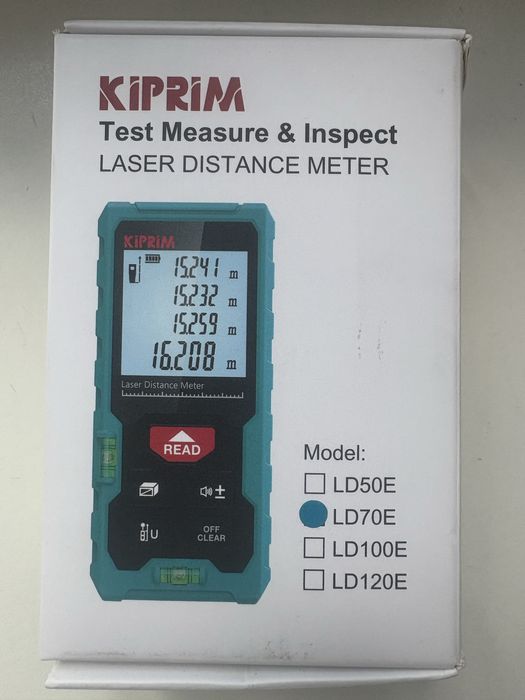 KiPRiM
Test Measure & Inspect
LASER DISTANCE METER
KiPRiM
15.241 m
15.232 m
15.259 m
16.208 m
Laser Distance Meter
READ
±
U
OFF
CLEAR
Model:
LD50E
LD70E
LD100E
LD120E